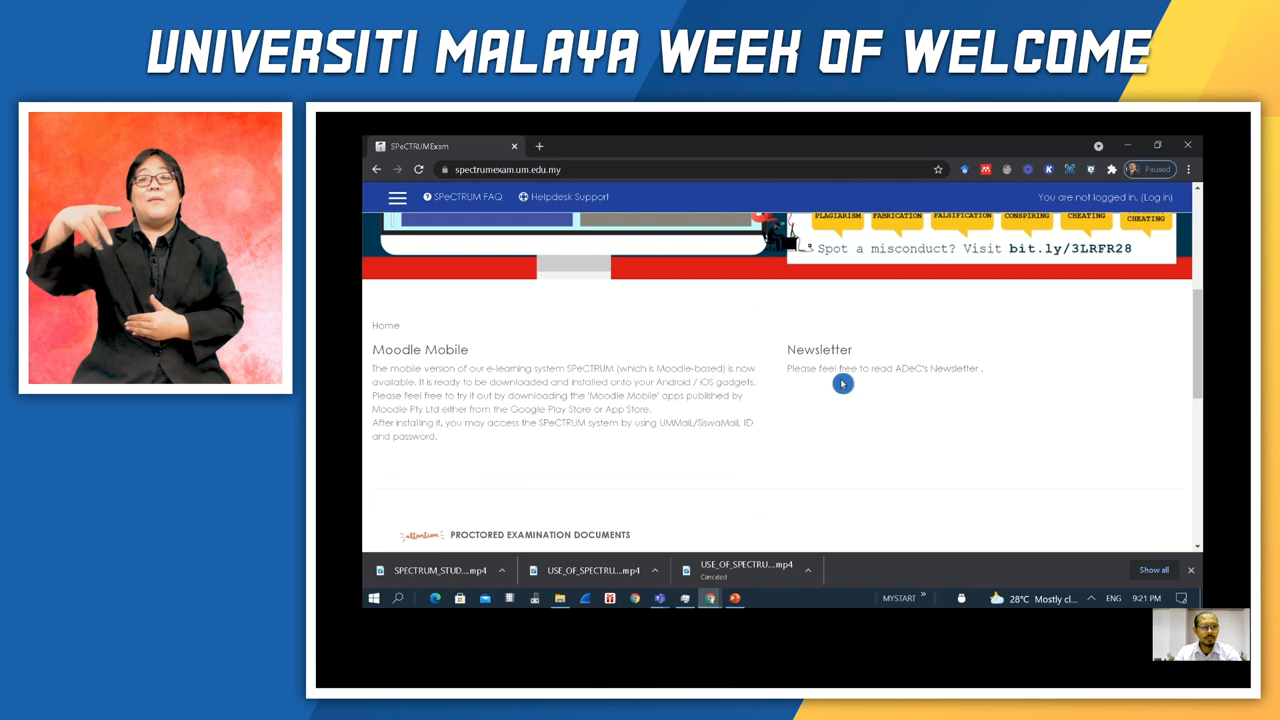 UNIVERSITI MALAYA WEEK OF WELCOME
SPeCTRUMExam
spectrumexam.um.edu.my
Paused
SPeCTRUM FAQ
Helpdesk Support
You are not logged in. (Log in)
PLAGIARISM
FABRICATION
FALSIFICATION
CONSPIRING
CHEATING
CHEATING
Spot a misconduct? Visit bit.ly/3LRFR28
Home
Moodle Mobile
The mobile version of our e-learning system SPeCTRUM (which is Moodle-based) is now
available. It is ready to be downloaded and installed onto your Android / iOS gadgets.
Please feel free to try it out by downloading the 'Moodle Mobile' apps published by
Moodle Pty Ltd either from the Google Play Store or App Store.
After installing it, you may access the SPeCTRUM system by using UMMail/SiswaMail ID
and password.
Newsletter
Please feel free to read ADeC's Newsletter .
attention
PROCTORED EXAMINATION DOCUMENTS
SPECTRUM_STUD....mp4
USE_OF_SPECTRU....mp4
USE_OF_SPECTRU....mp4
Canceled
Show all
MYSTART
28°C Mostly cl...
ENG
9:21 PM